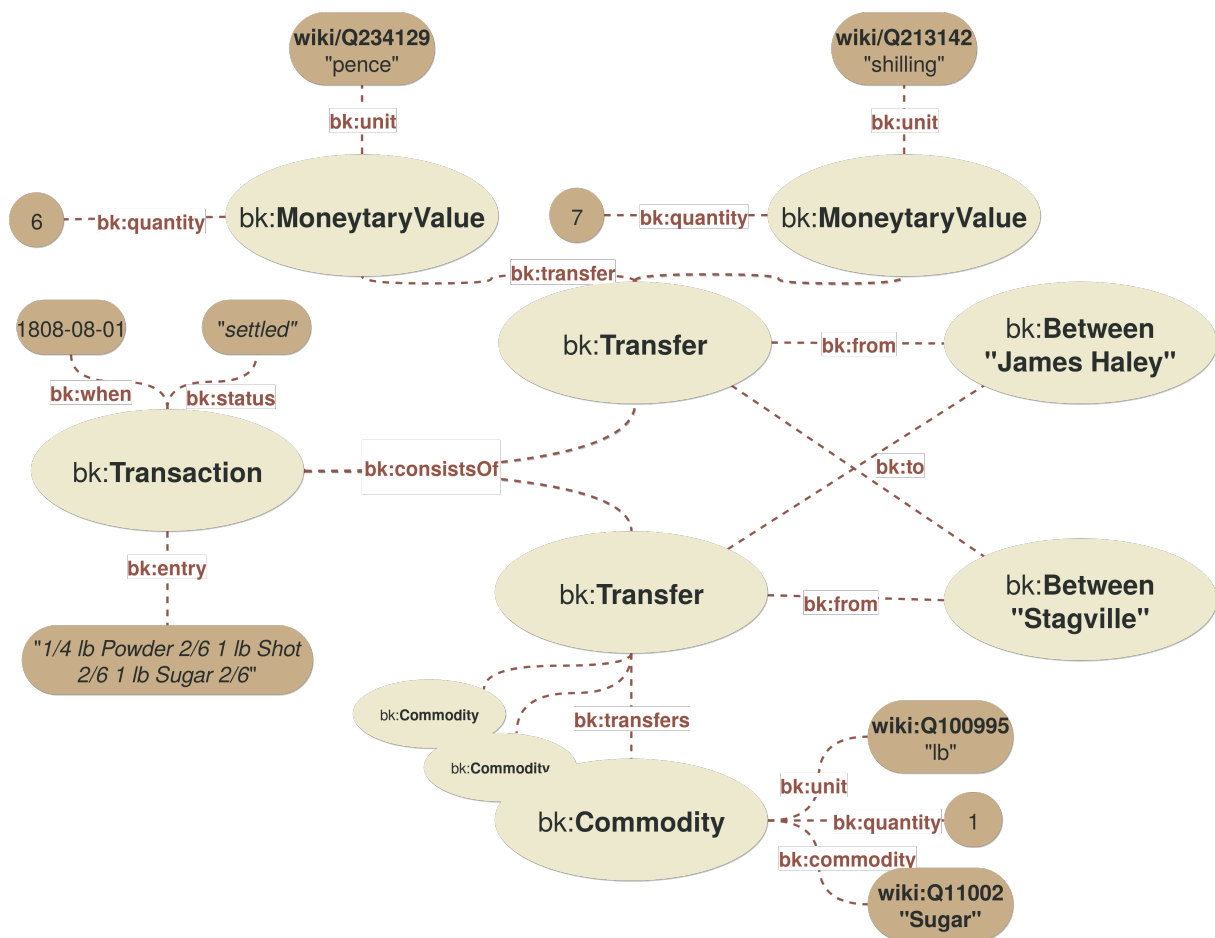 wiki/Q234129
"pence"
wiki/Q213142
"shilling"
bk:unit
bk:unit
6
bk:quantity
bk:MoneytaryValue
7
bk:quantity
bk:MoneytaryValue
bk:transfer
1808-08-01
"settled"
bk:Transfer
bk:from
bk:Between
"James Haley"
bk:when
bk:status
bk:Transaction
bk:consistsOf
bk:to
bk:entry
bk:Transfer
bk:from
bk:Between
"Stagville"
"1/4 lb Powder 2/6 1 lb Shot
2/6 1 lb Sugar 2/6"
bk:Commodity
bk:transfers
wiki:Q100995
"lb"
bk:Commodity
bk:unit
bk:Commodity
bk:quantity
1
bk:commodity
wiki:Q11002
"Sugar"